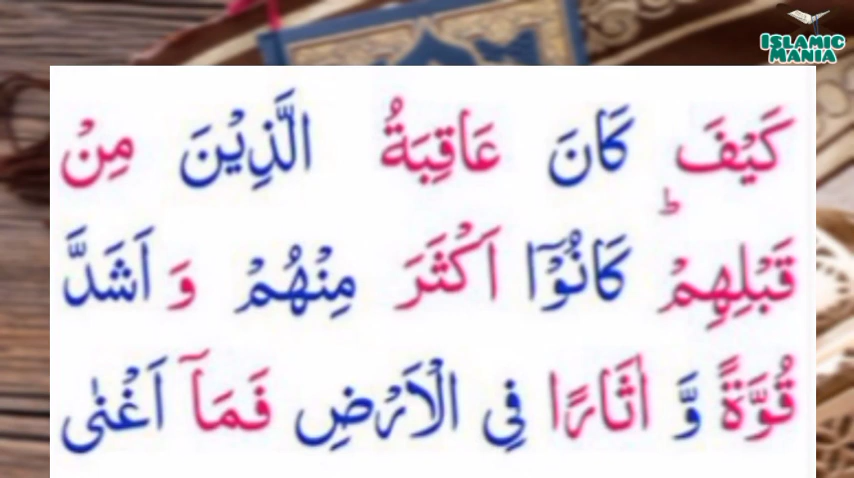 ISLAMIC
MANIA
كَيْفَ كَانَ عَاقِبَةُ الَّذِيْنَ مِنْ
قَبْلِهِمْ ؕ كَانُوْۤا اَكْثَرَ مِنْهُمْ وَ اَشَدَّ
قُوَّةً وَّ اٰثَارًا فِي الْاَرْضِ فَمَاۤ اَغْنٰى